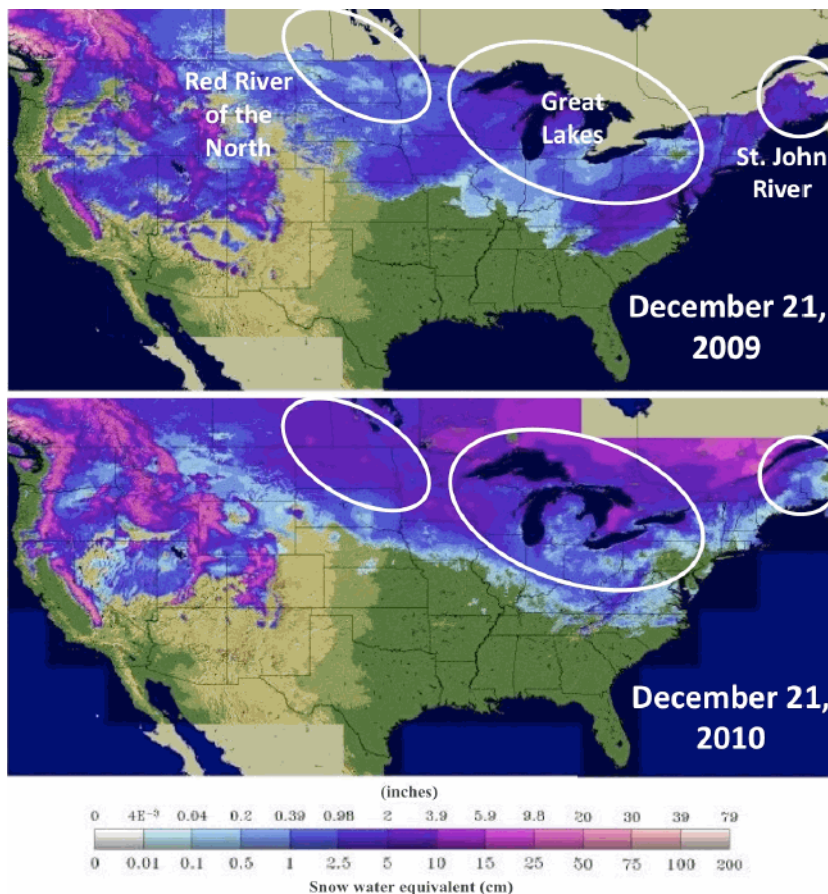 Red River
of the
North
Great
Lakes
St. John
River
December 21,
2009
December 21,
2010
(inches)
0 4E⁻³ 0.04 0.2 0.39 0.98 2 3.9 5.9 9.8 20 30 39 79
0 0.01 0.1 0.5 1 2.5 5 10 15 25 50 75 100 200
Snow water equivalent (cm)